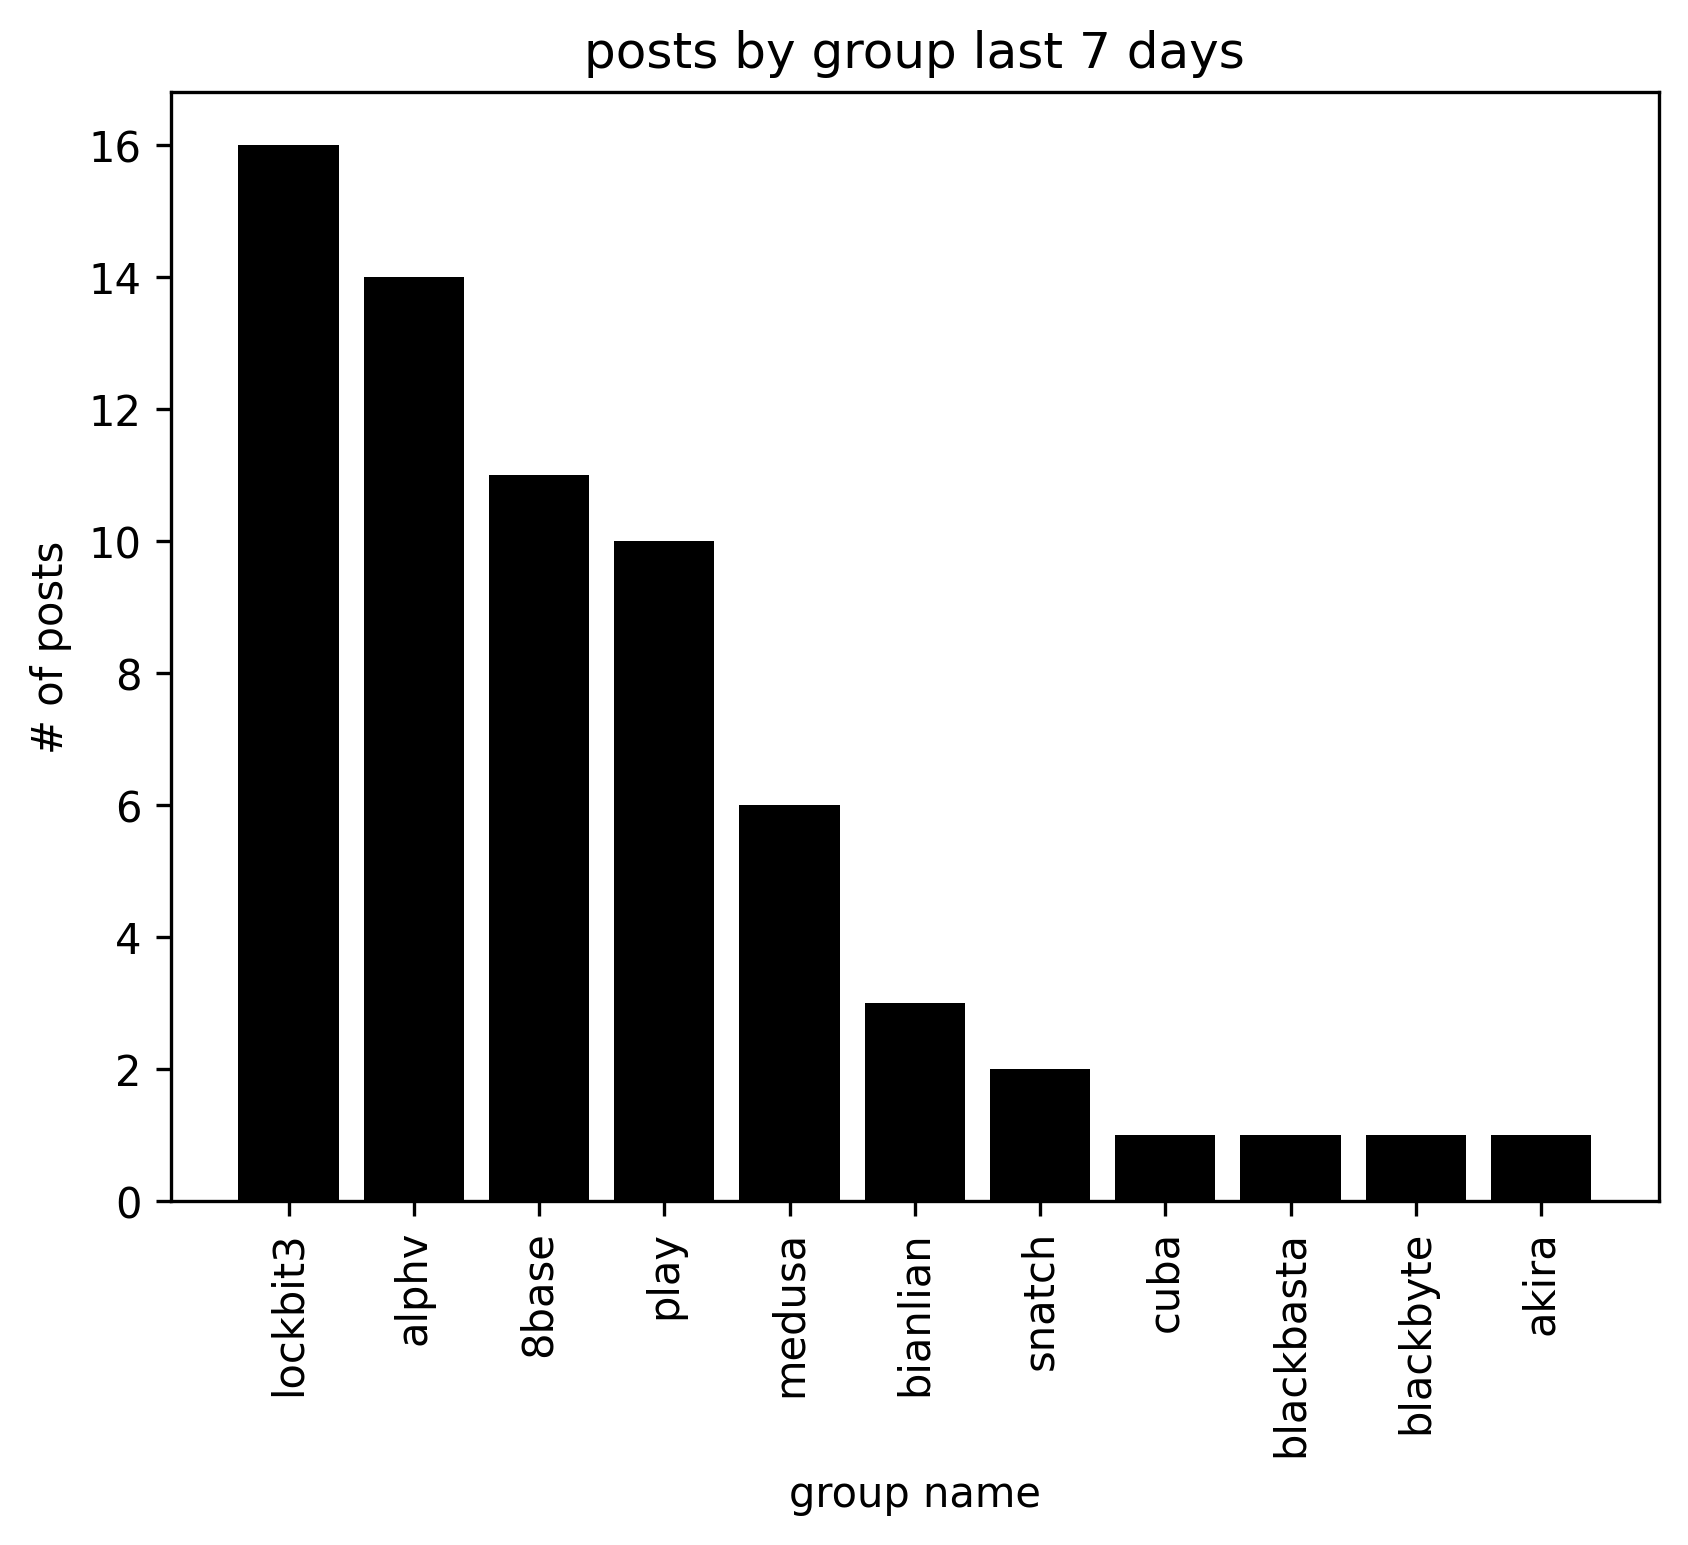 posts by group last 7 days
# of posts
16
14
12
10
8
6
4
2
0
lockbit3
alphv
8base
play
medusa
bianlian
snatch
cuba
blackbasta
blackbyte
akira
group name